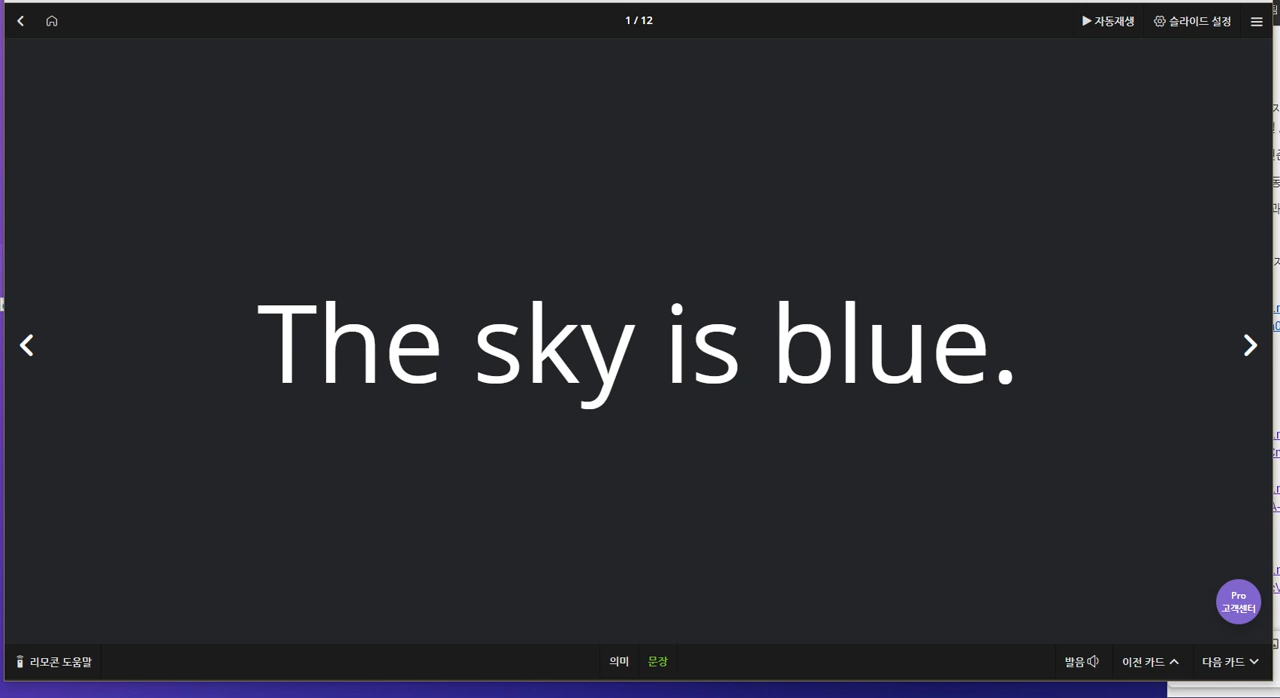 1 / 12
자동재생
슬라이드 설정
The sky is blue.
Pro
고객센터
리모콘 도움말
의미
문장
발음
이전 카드
다음 카드